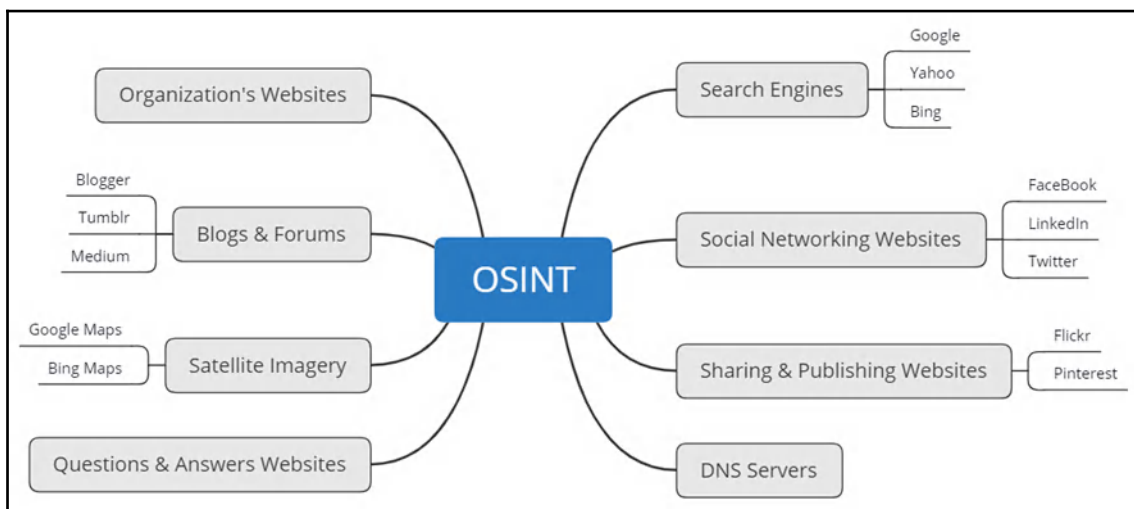 OSINT
Organization's Websites
Blogs & Forums
Blogger
Tumblr
Medium
Satellite Imagery
Google Maps
Bing Maps
Questions & Answers Websites
Search Engines
Google
Yahoo
Bing
Social Networking Websites
FaceBook
LinkedIn
Twitter
Sharing & Publishing Websites
Flickr
Pinterest
DNS Servers